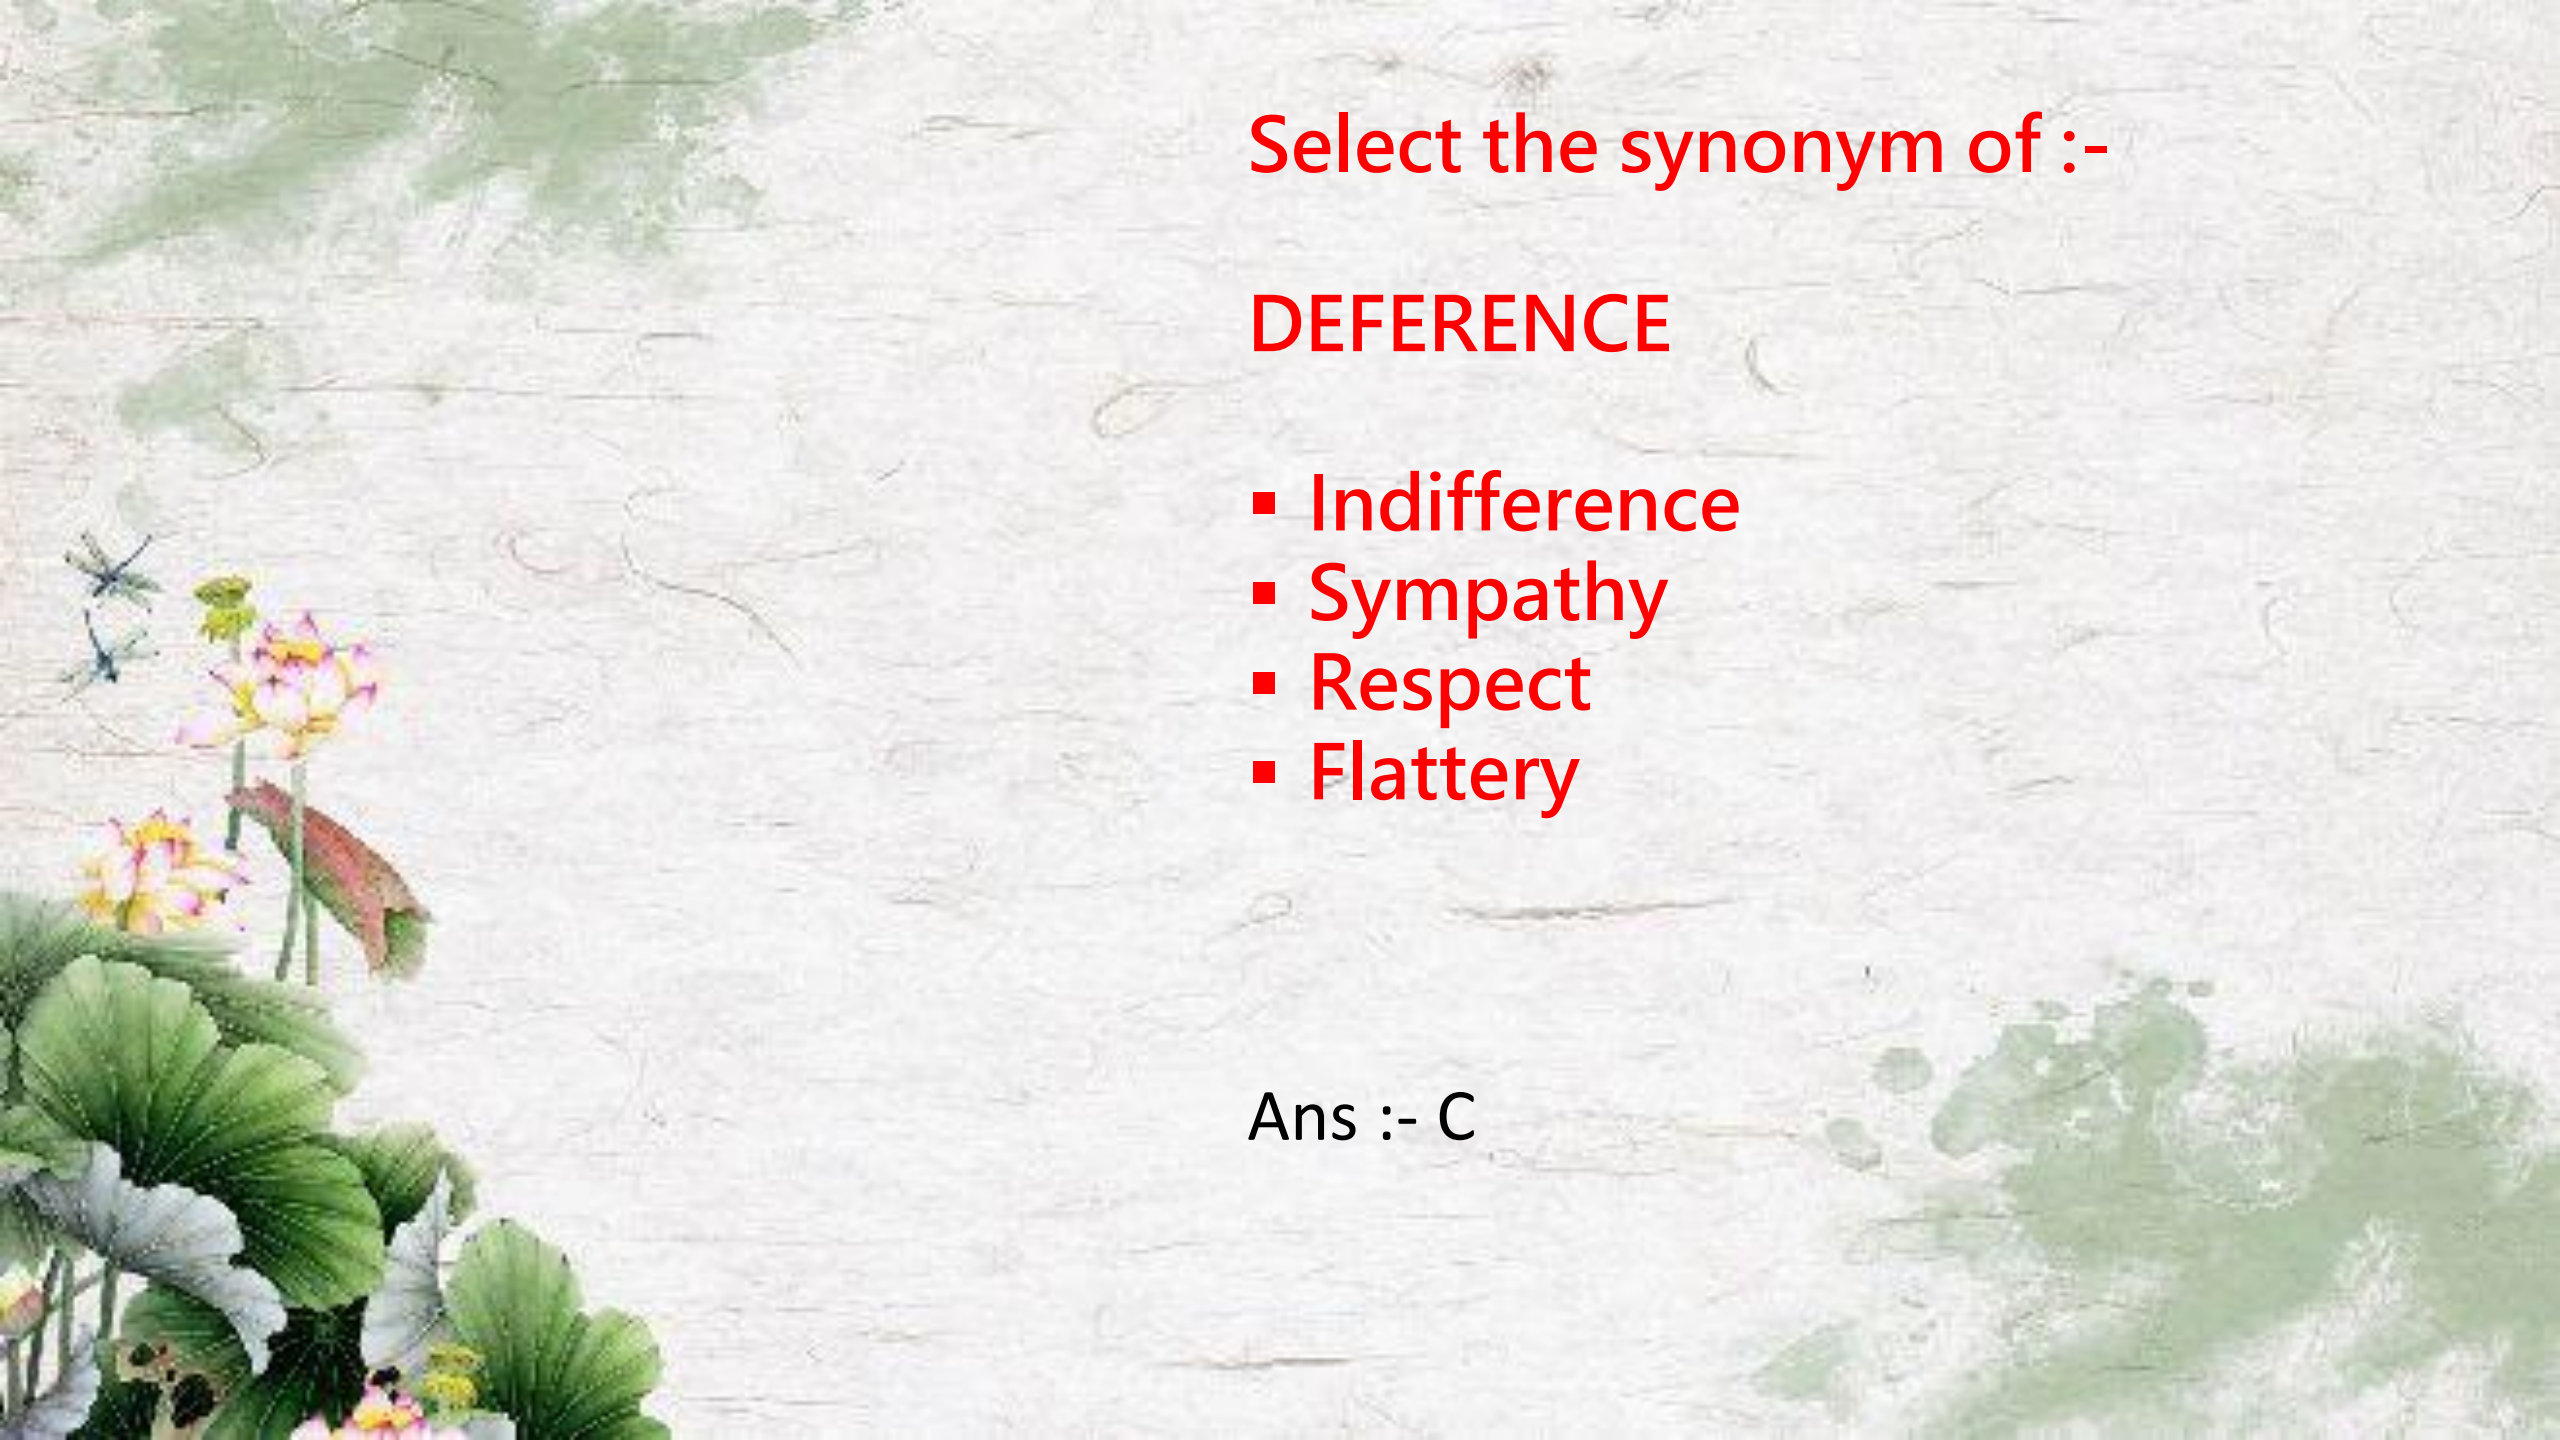 Select the synonym of :-
DEFERENCE
▪ Indifference
▪ Sympathy
▪ Respect
▪ Flattery
Ans :- C